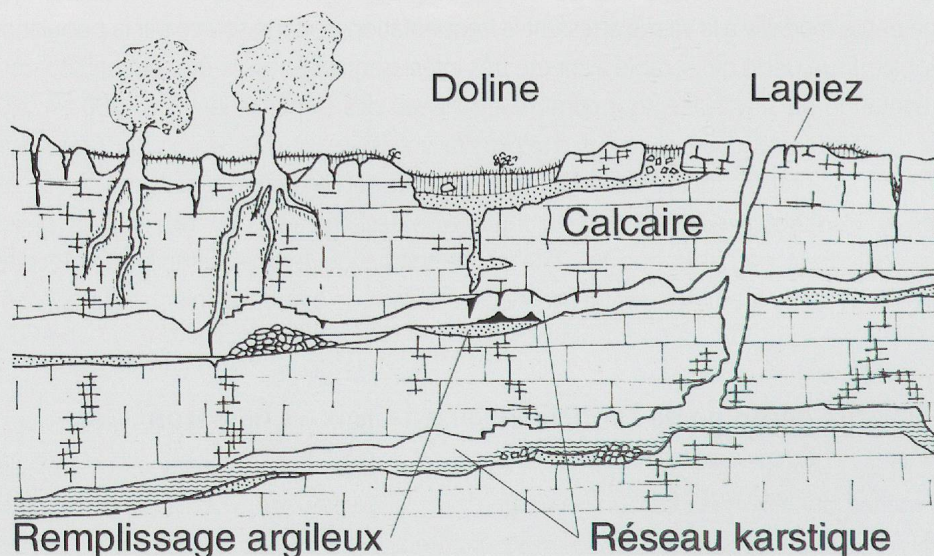 Doline
Lapiez
Calcaire
Remplissage argileux
Réseau karstique